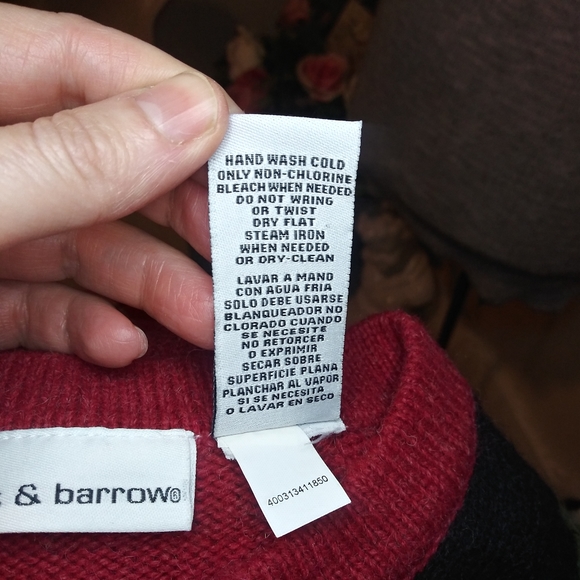 HAND WASH COLD
ONLY NON-CHLORINE
BLEACH WHEN NEEDED
DO NOT WRING
OR TWIST
DRY FLAT
STEAM IRON
WHEN NEEDED
OR DRY-CLEAN
LAVAR A MANO
CON AGUA FRIA
SOLO DEBE USARSE
BLANQUEADOR NO
CLORADO CUANDO
SE NECESITE
NO RETORCER
O EXPRIMIR
SECAR SOBRE
SUPERFICIE PLANA
PLANCHAR AL VAPOR
SI SE NECESITA
O LAVAR EN SECO
& barrow®
400313411850